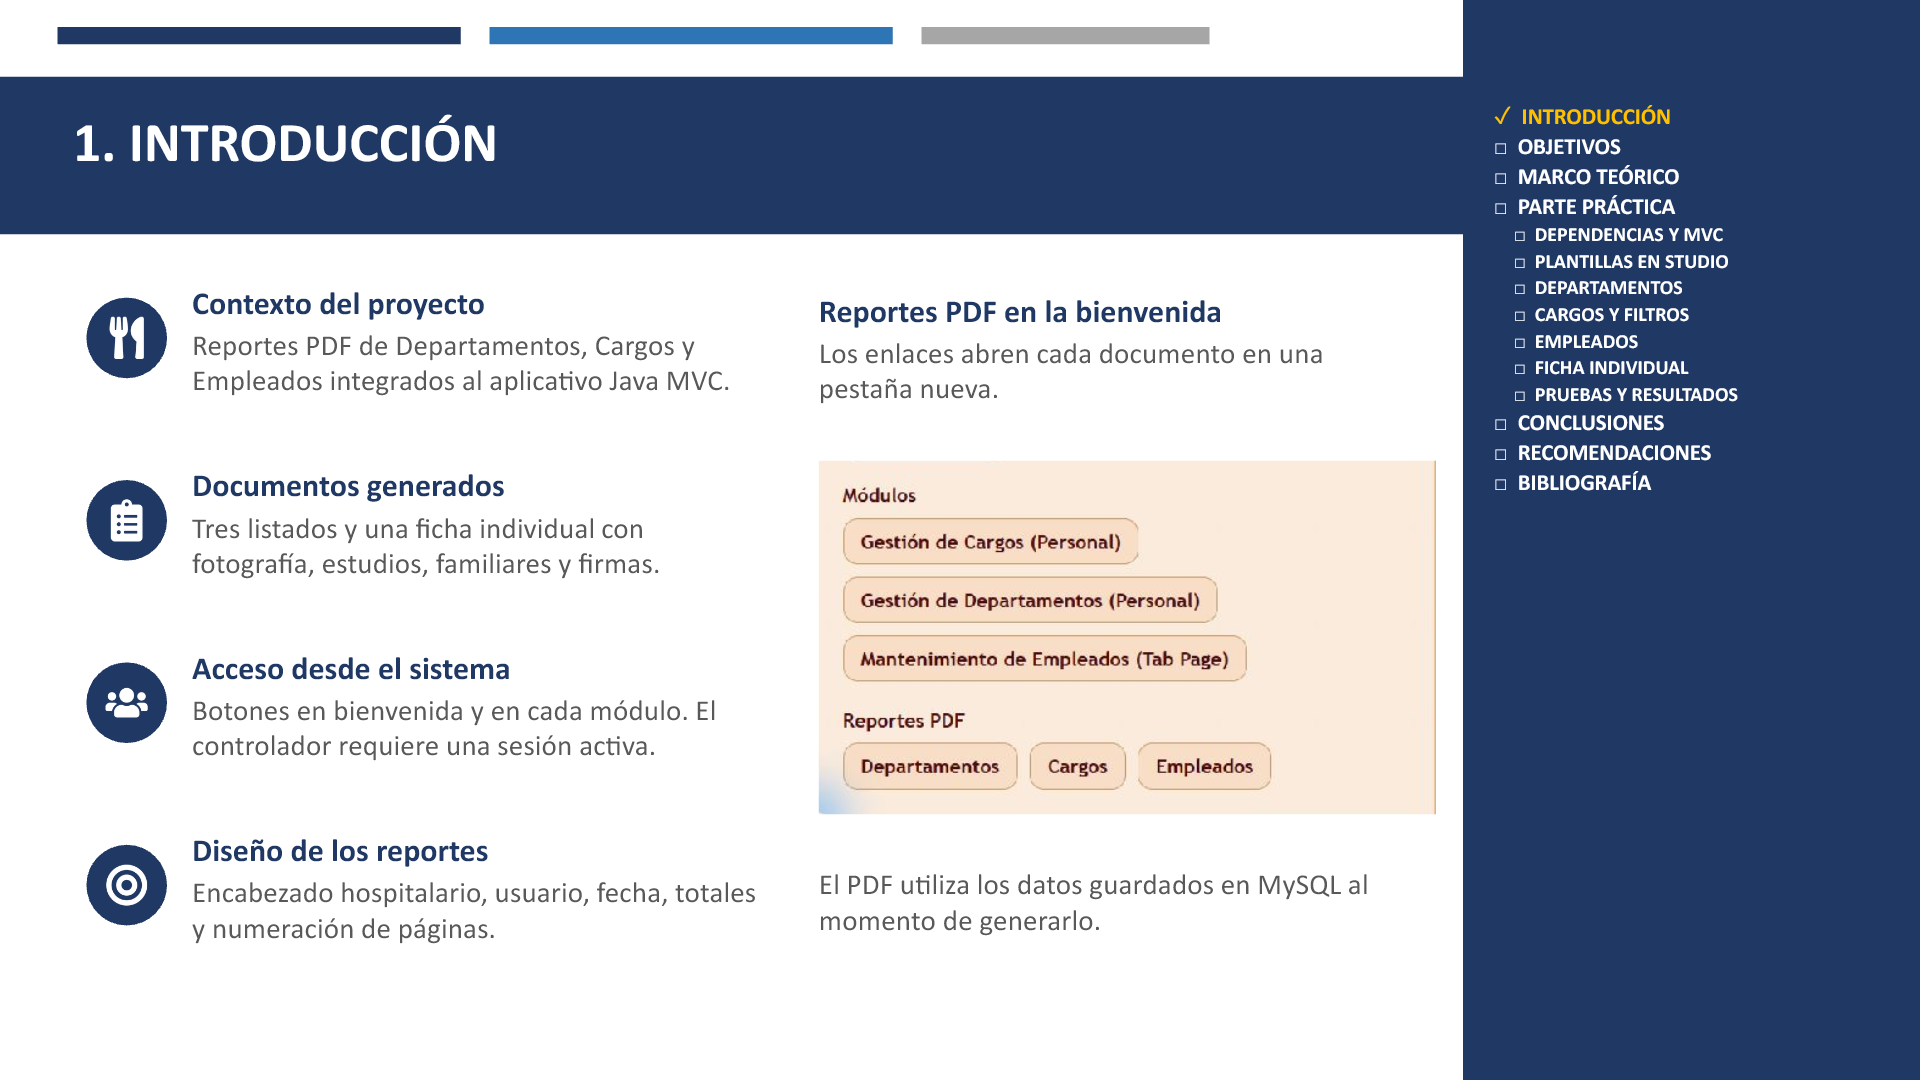 1. INTRODUCCIÓN
Contexto del proyecto
Reportes PDF de Departamentos, Cargos y
Empleados integrados al aplicativo Java MVC.
Documentos generados
Tres listados y una ficha individual con
fotografía, estudios, familiares y firmas.
Acceso desde el sistema
Botones en bienvenida y en cada módulo. El
controlador requiere una sesión activa.
Diseño de los reportes
Encabezado hospitalario, usuario, fecha, totales
y numeración de páginas.
Reportes PDF en la bienvenida
Los enlaces abren cada documento en una
pestaña nueva.
Módulos
Gestión de Cargos (Personal)
Gestión de Departamentos (Personal)
Mantenimiento de Empleados (Tab Page)
Reportes PDF
Departamentos Cargos Empleados
El PDF utiliza los datos guardados en MySQL al
momento de generarlo.
✓ INTRODUCCIÓN
□ OBJETIVOS
□ MARCO TEÓRICO
□ PARTE PRÁCTICA
□ DEPENDENCIAS Y MVC
□ PLANTILLAS EN STUDIO
□ DEPARTAMENTOS
□ CARGOS Y FILTROS
□ EMPLEADOS
□ FICHA INDIVIDUAL
□ PRUEBAS Y RESULTADOS
□ CONCLUSIONES
□ RECOMENDACIONES
□ BIBLIOGRAFÍA